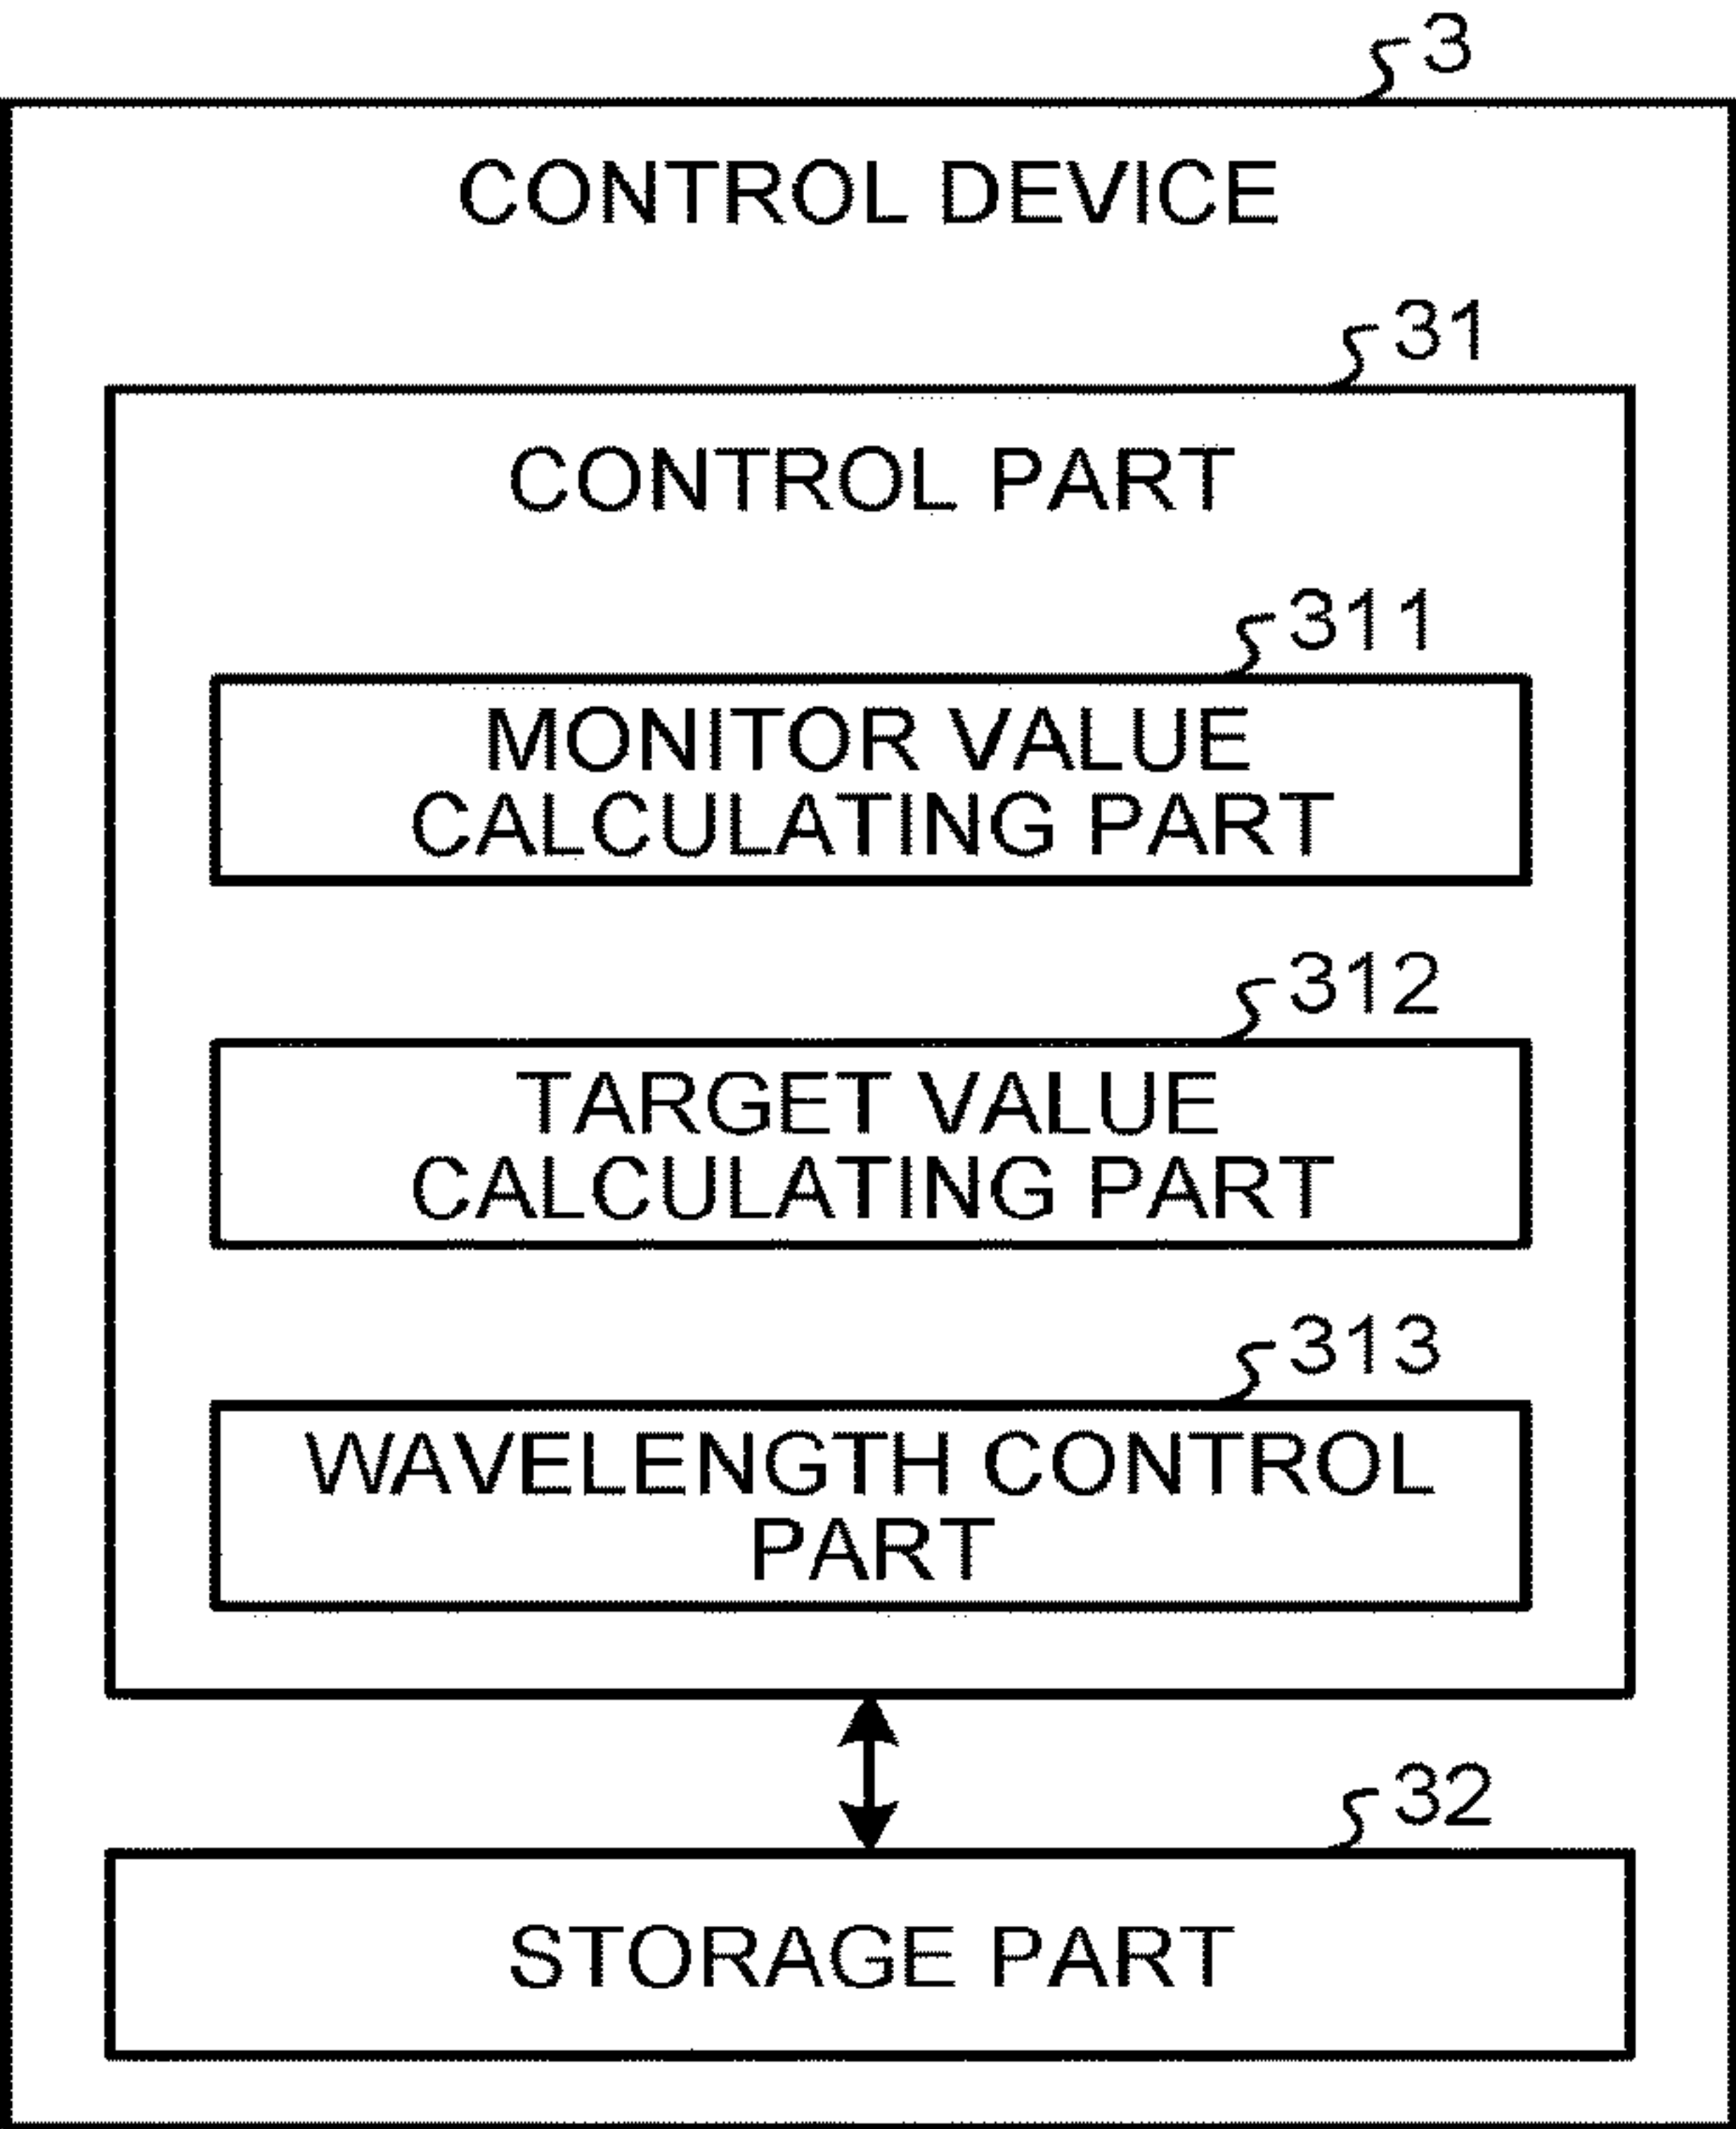 3
CONTROL DEVICE
31
CONTROL PART
311
MONITOR VALUE
CALCULATING PART
312
TARGET VALUE
CALCULATING PART
313
WAVELENGTH CONTROL
PART
32
STORAGE PART